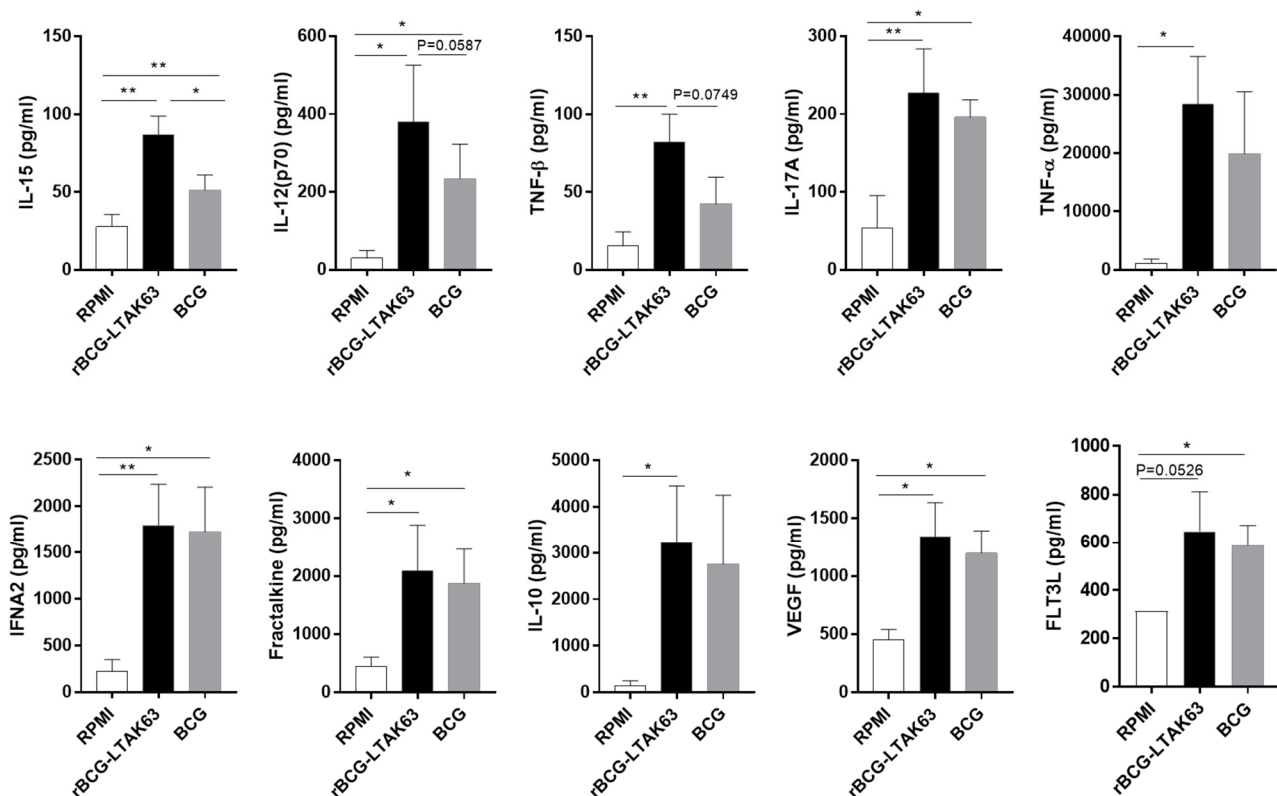 IL-15 (pg/ml)
150
100
50
0
**
** *
RPMI
rBCG-LTAK63
BCG
IL-12(p70) (pg/ml)
600
400
200
0
*
* P=0.0587
RPMI
rBCG-LTAK63
BCG
TNF-β (pg/ml)
150
100
50
0
** P=0.0749
RPMI
rBCG-LTAK63
BCG
IL-17A (pg/ml)
300
200
100
0
*
**
RPMI
rBCG-LTAK63
BCG
TNF-α (pg/ml)
40000
30000
20000
10000
0
*
RPMI
rBCG-LTAK63
BCG
IFNA2 (pg/ml)
2500
2000
1500
1000
500
0
*
**
RPMI
rBCG-LTAK63
BCG
Fractalkine (pg/ml)
4000
3000
2000
1000
0
*
*
RPMI
rBCG-LTAK63
BCG
IL-10 (pg/ml)
5000
4000
3000
2000
1000
0
*
RPMI
rBCG-LTAK63
BCG
VEGF (pg/ml)
2000
1500
1000
500
0
*
*
RPMI
rBCG-LTAK63
BCG
FLT3L (pg/ml)
1000
800
600
400
200
0
*
P=0.0526
RPMI
rBCG-LTAK63
BCG